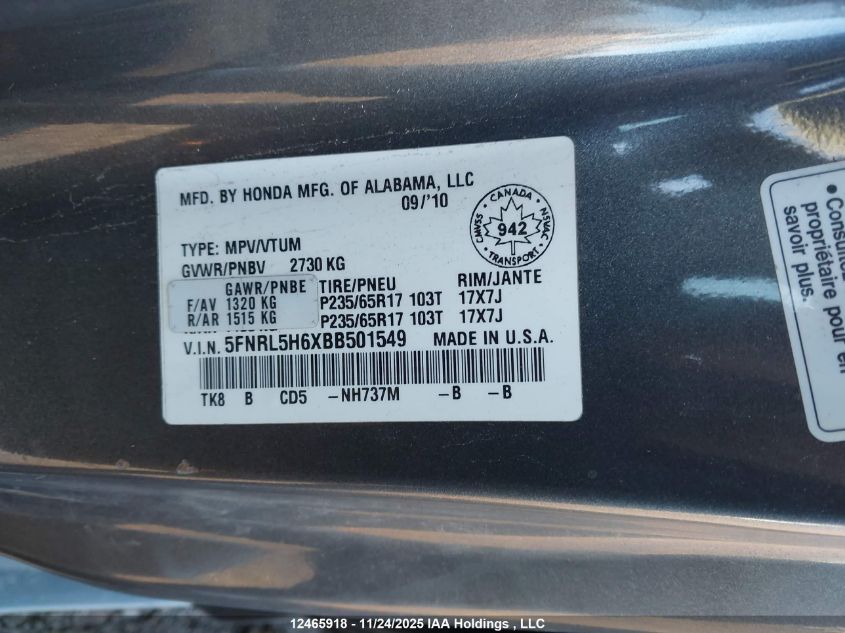 MFD. BY HONDA MFG. OF ALABAMA, LLC
09/'10
CANADA
CMVSS 942 NSVAC
TRANSPORT
TYPE: MPV/VTUM
GVWR/PNBV 2730 KG
GAWR/PNBE TIRE/PNEU RIM/JANTE
F/AV 1320 KG P235/65R17 103T 17X7J
R/AR 1515 KG P235/65R17 103T 17X7J
V.I.N. 5FNRL5H6XBB501549 MADE IN U.S.A.
TK8 B CD5 -NH737M -B -B
• Consultez
propriétaire pour en
savoir plus.
12465918 - 11/24/2025 IAA Holdings , LLC